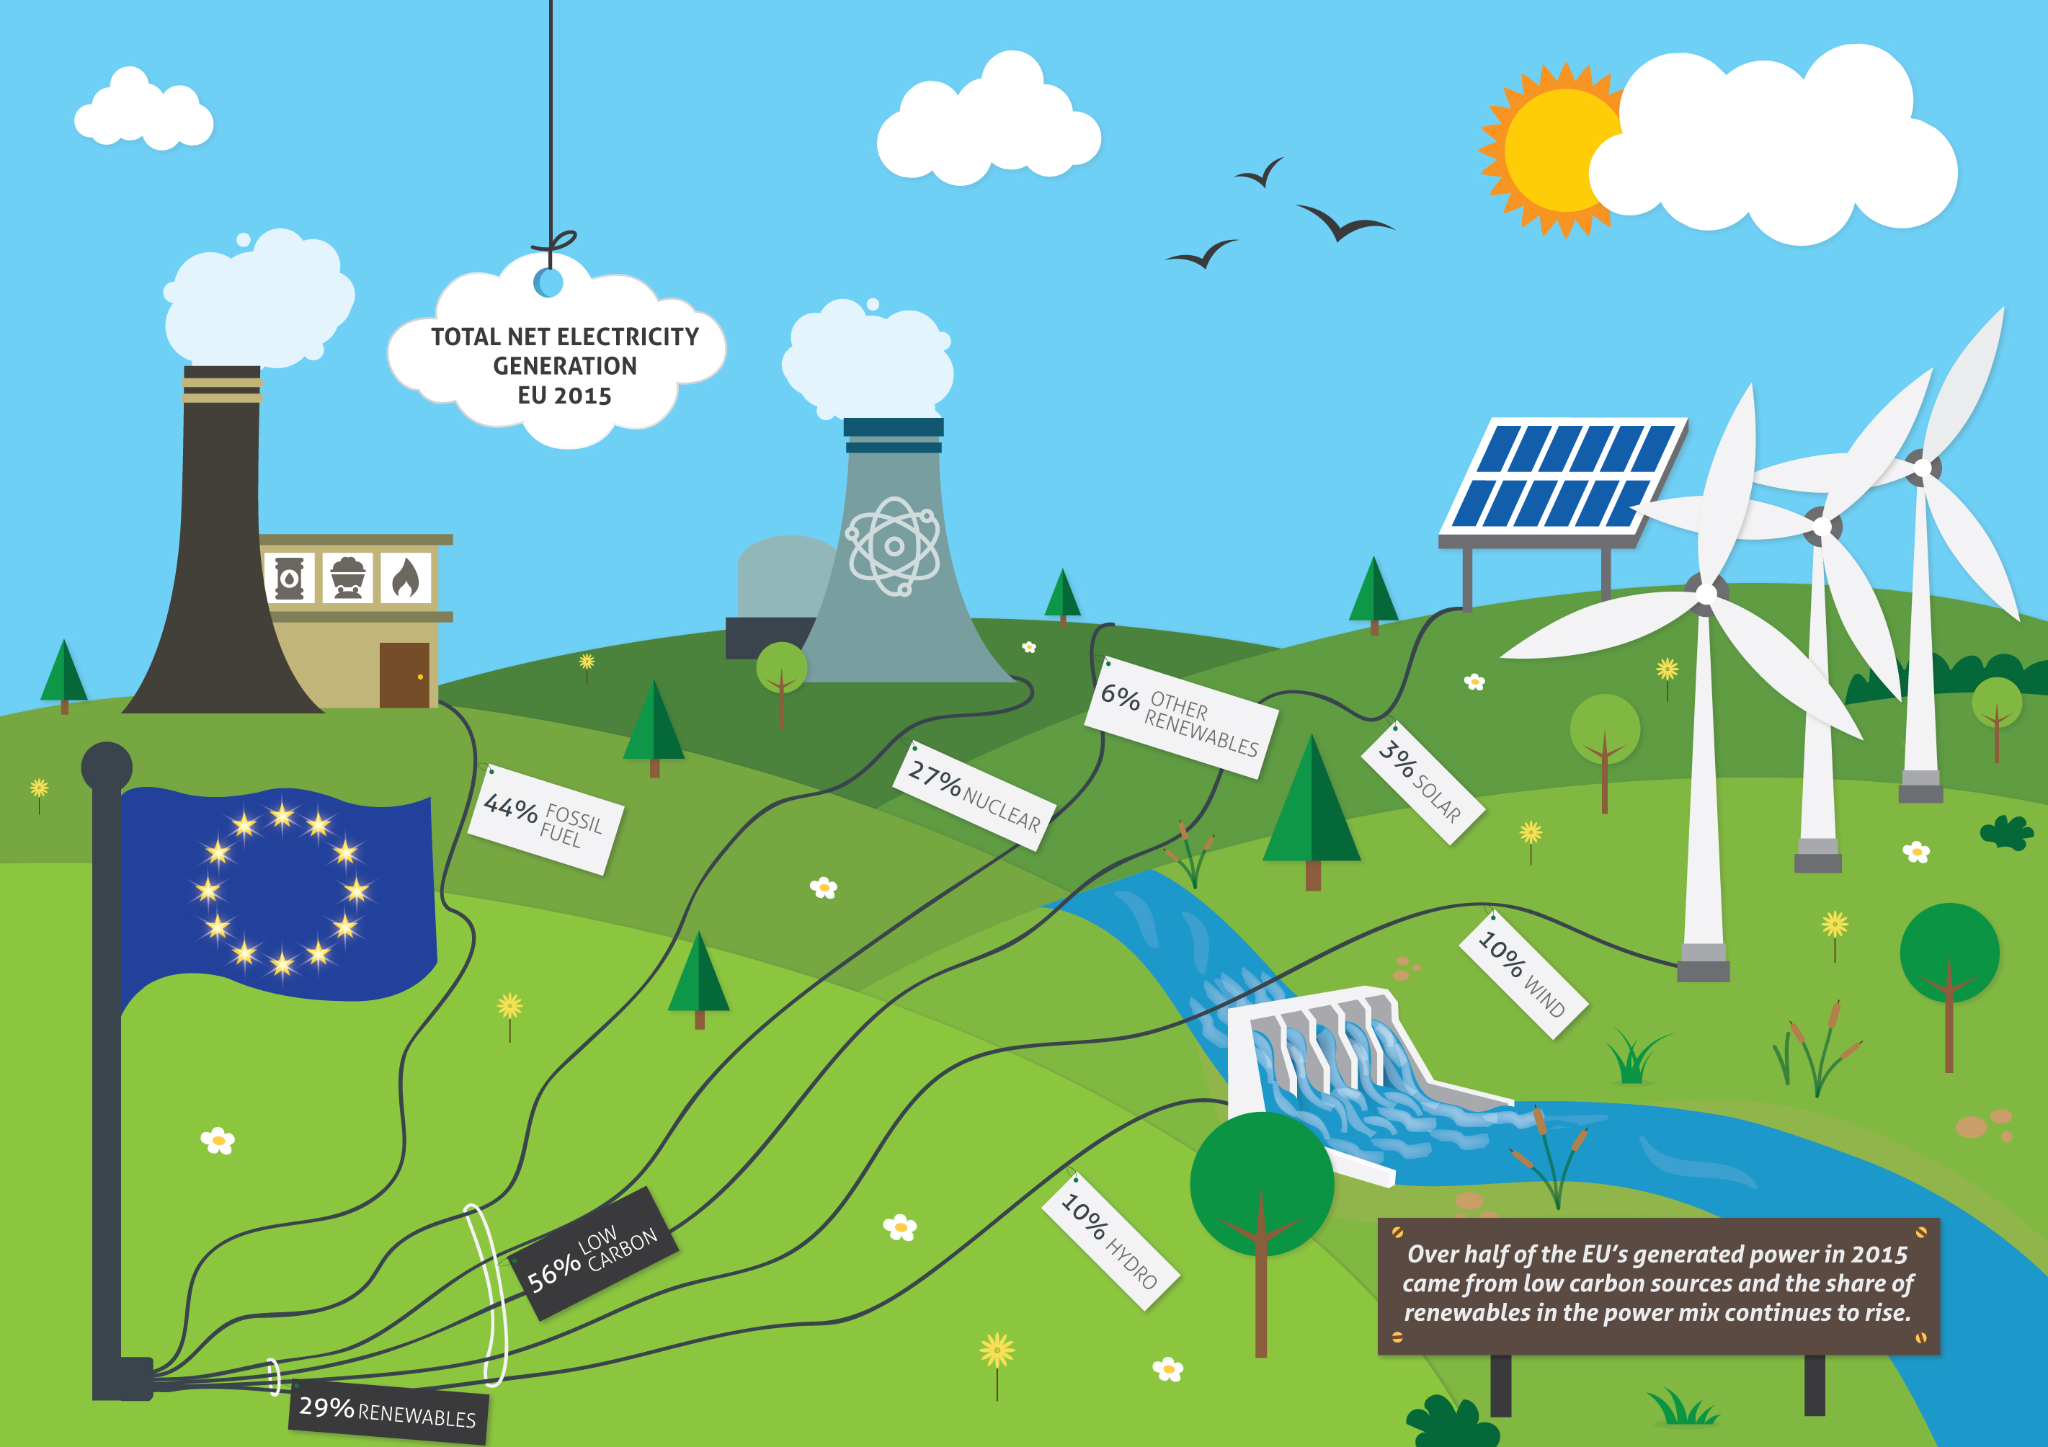 TOTAL NET ELECTRICITY
GENERATION
EU 2015
44% FOSSIL
FUEL
27% NUCLEAR
6% OTHER
RENEWABLES
3% SOLAR
10% WIND
10% HYDRO
56% LOW
CARBON
29% RENEWABLES
Over half of the EU's generated power in 2015
came from low carbon sources and the share of
renewables in the power mix continues to rise.